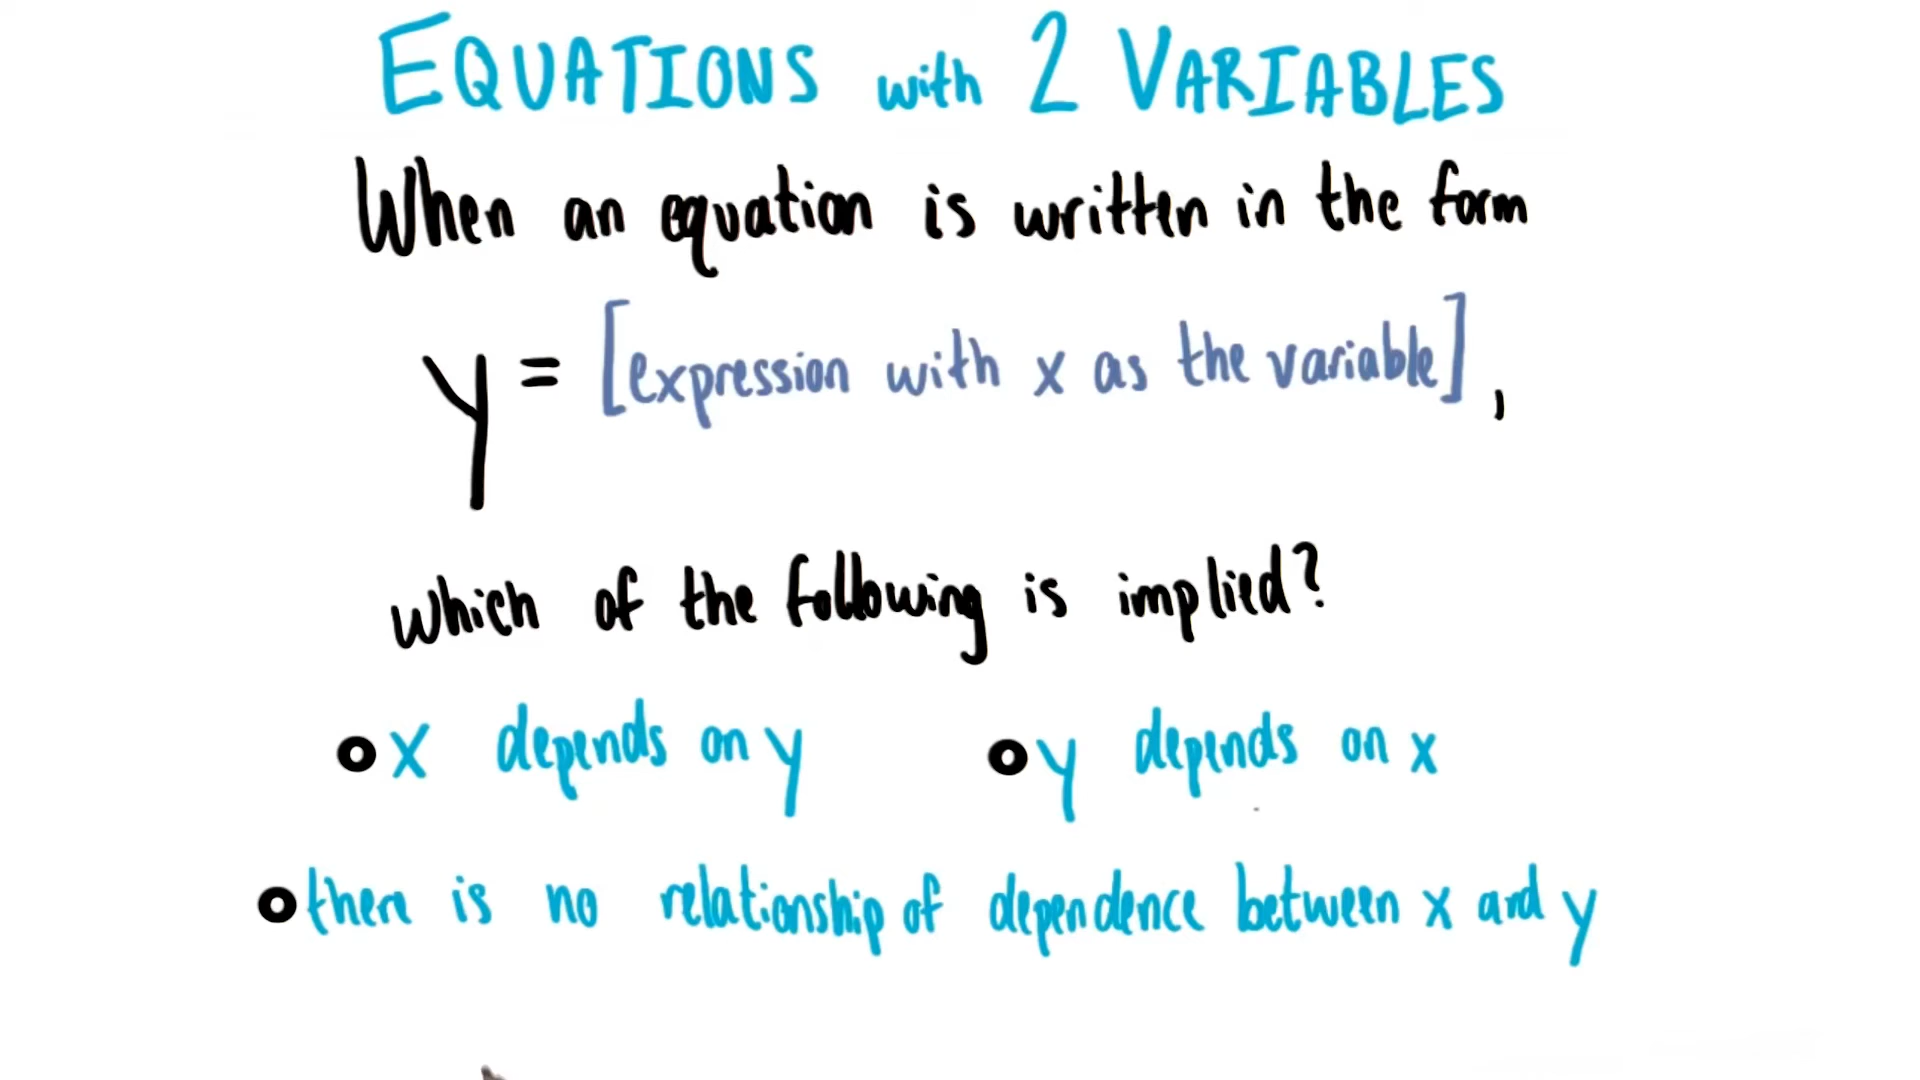 EQUATIONS with 2 VARIABLES
When an equation is written in the form
y = [expression with x as the variable],
which of the following is implied?
x depends on y
y depends on x
there is no relationship of dependence between x and y